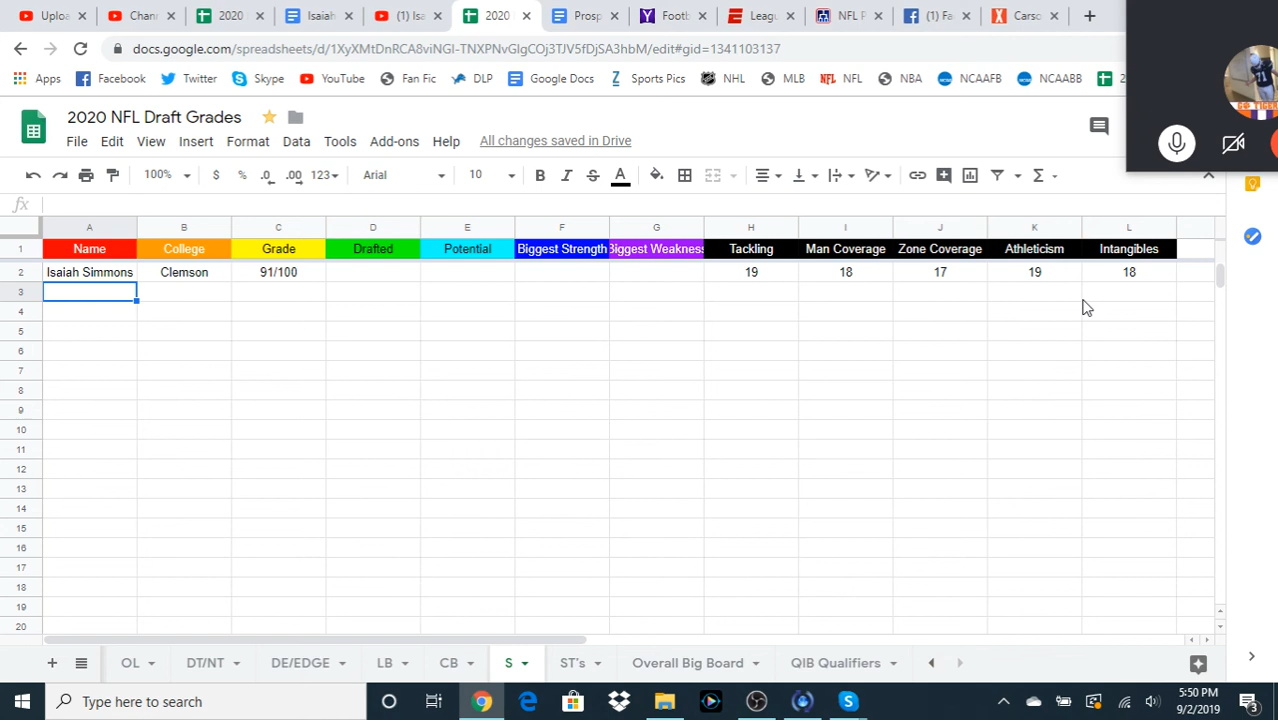 Uploa
Chann
2020
Isaiah
(1) Isa
2020
Prosp
Footb
Leagu
NFL P
(1) Fa
Carso
docs.google.com/spreadsheets/d/1XyXMtDnRCA8viNGI-TNXPNvGlgCOj3TJV5fDjSA3hbM/edit#gid=1341103137
Apps Facebook Twitter Skype YouTube Fan Fic DLP Google Docs Sports Pics NHL MLB NFL NBA NCAAFB NCAABB 2
2020 NFL Draft Grades
File Edit View Insert Format Data Tools Add-ons Help All changes saved in Drive
100% $ % .0 .00 123 Arial 10 B I S A
fx
A B C D E F G H I J K L
1 Name College Grade Drafted Potential Biggest Strength Biggest Weakness Tackling Man Coverage Zone Coverage Athleticism Intangibles
2 Isaiah Simmons Clemson 91/100 19 18 17 19 18
3
4
5
6
7
8
9
10
11
12
13
14
15
16
17
18
19
20
OL DT/NT DE/EDGE LB CB S ST's Overall Big Board QIB Qualifiers
Type here to search
5:50 PM
9/2/2019
3